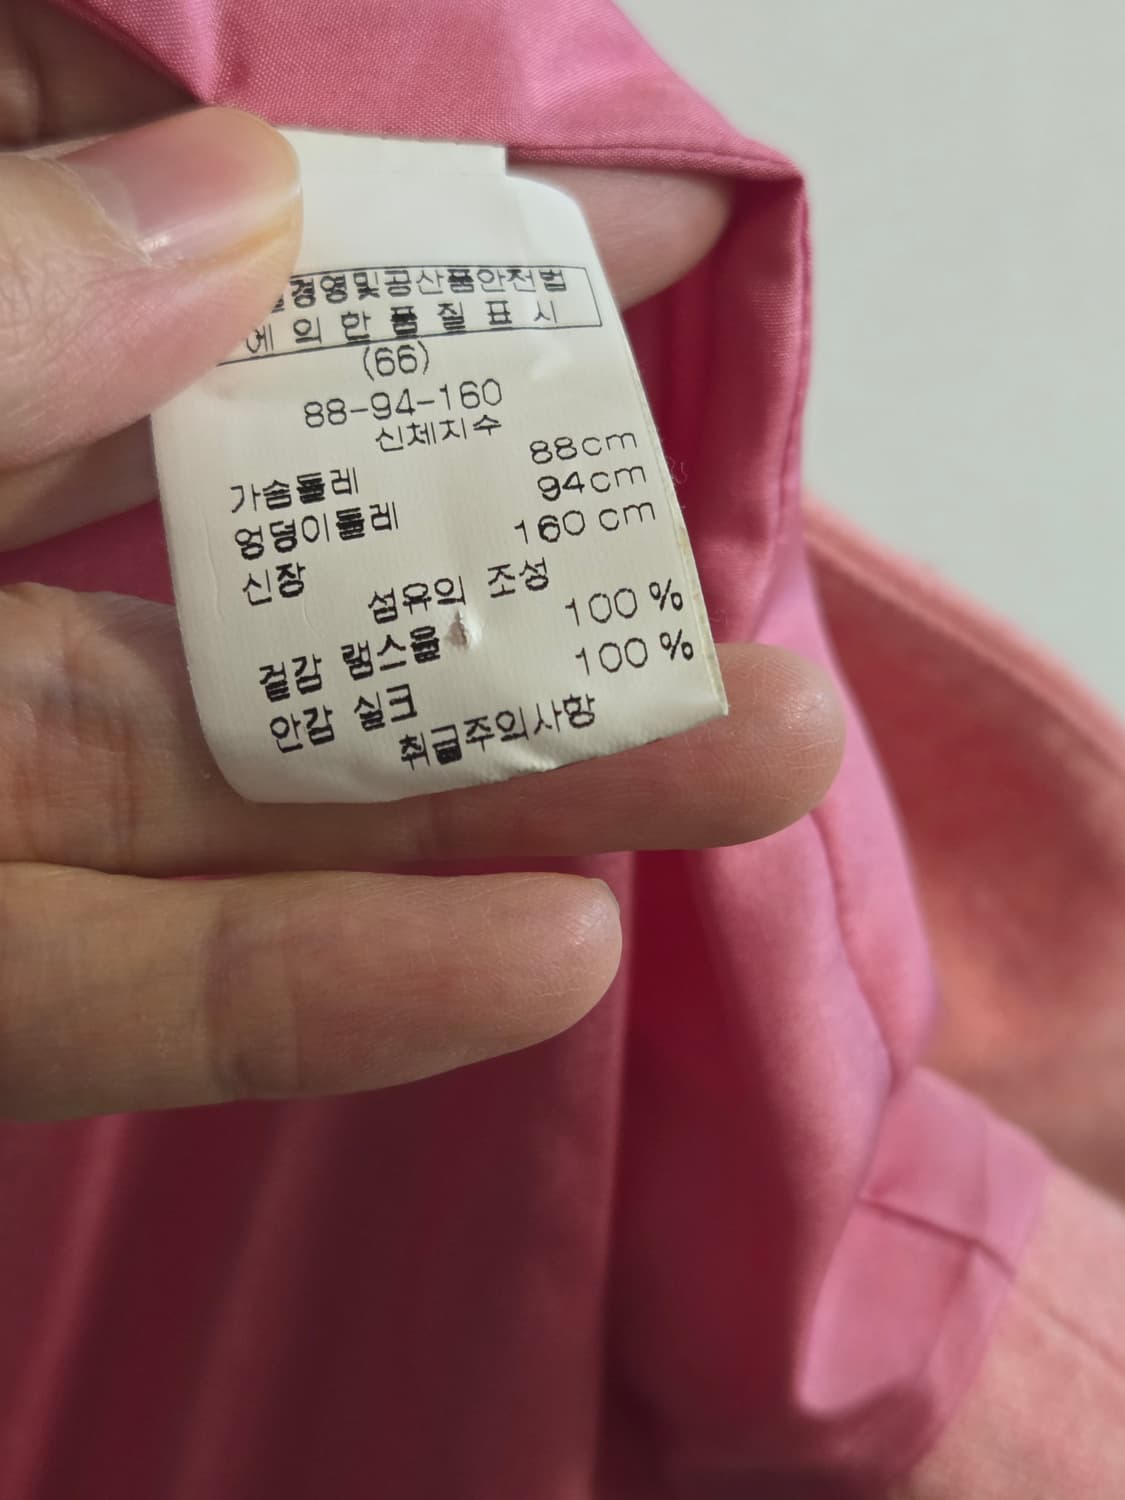 경영및공산품안전법
에 의 한 품 질 표 시
(66)
88-94-160
신체치수
가슴둘레 88cm
엉덩이둘레 94cm
신장 160 cm
섬유의 조성
겉감 램스울 100 %
안감 실크 100 %
취급주의사항